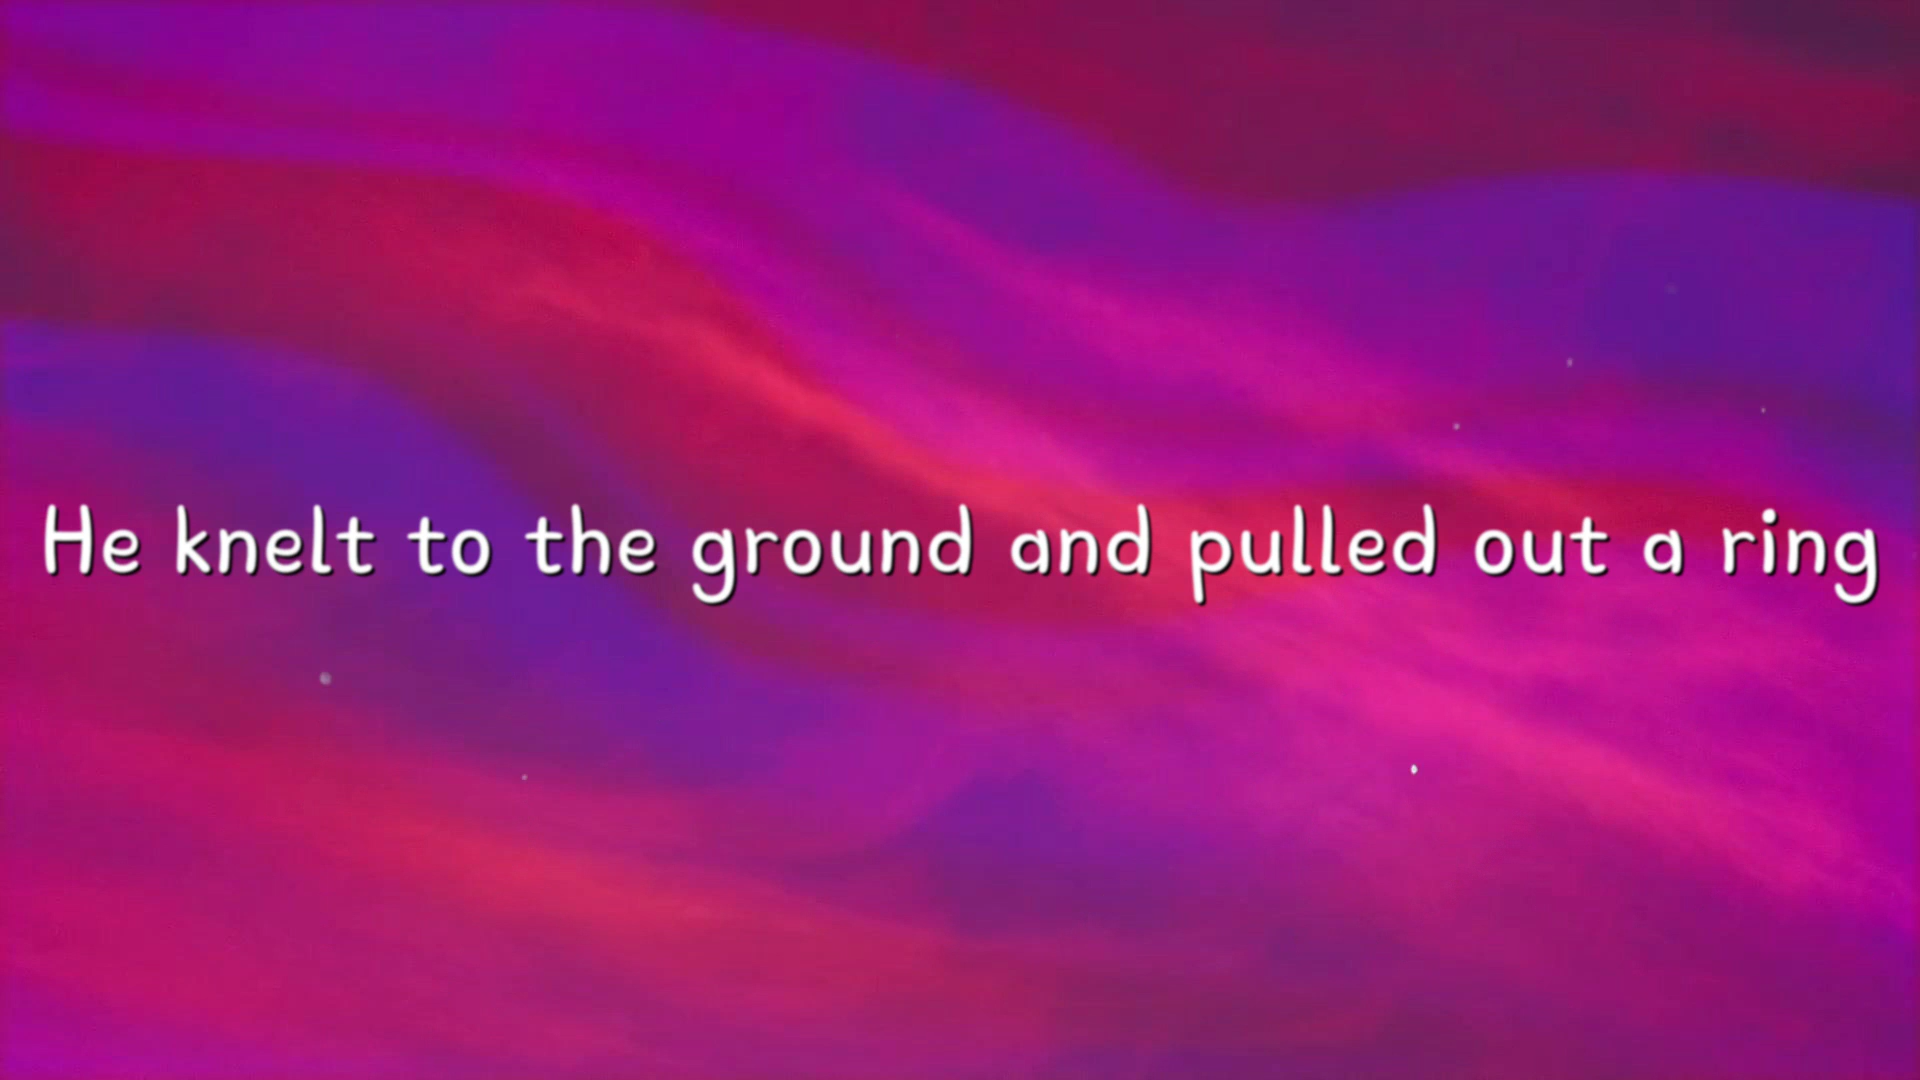 He knelt to the ground and pulled out a ring